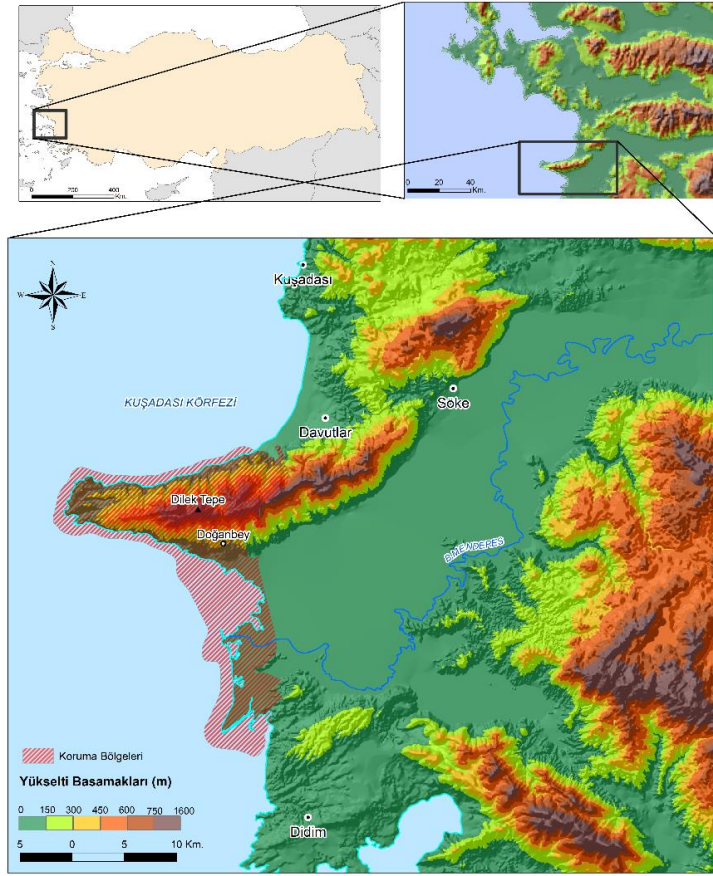 0 200 400
Km.
0 20 40
Km.
N
W E
S
Kuşadası
KUŞADASI KÖRFEZİ
Söke
Davutlar
Dilek Tepe
Doğanbey
B.MENDERES
Koruma Bölgeleri
Yükselti Basamakları (m)
0 150 300 450 600 750 1600
5 0 5 10 Km.
Didim